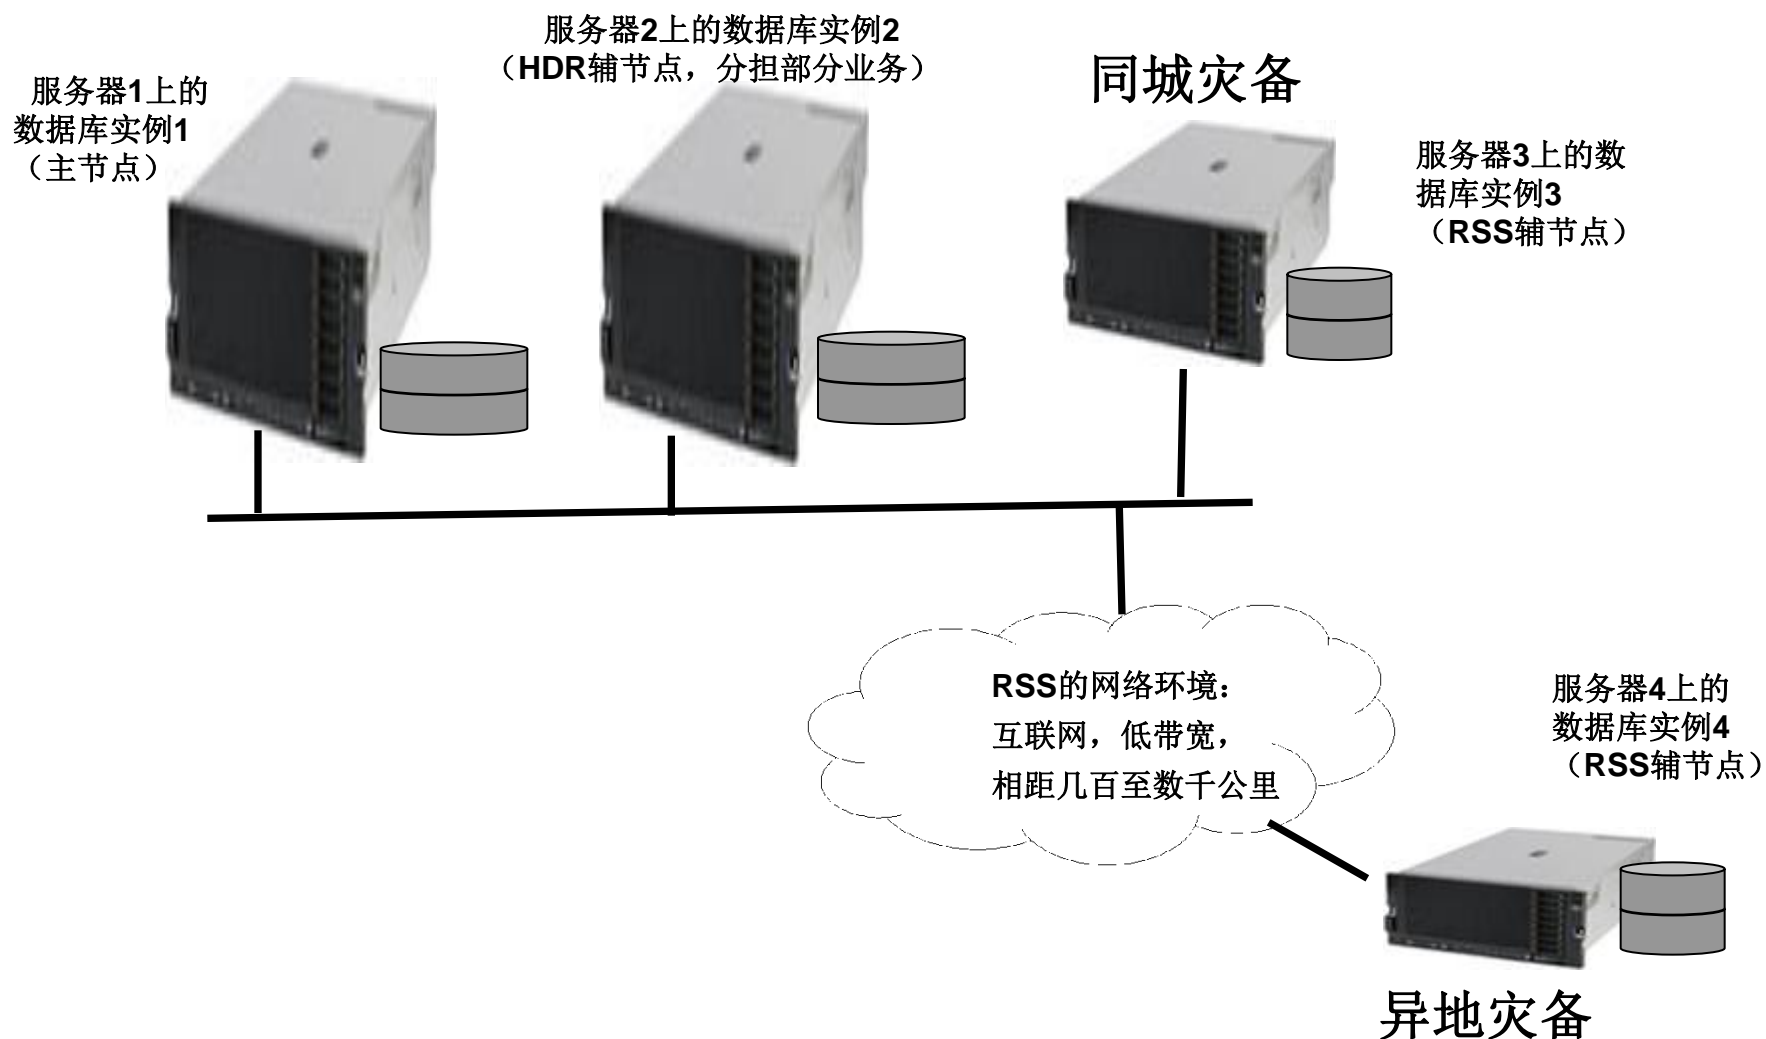 服务器2上的数据库实例2
（HDR辅节点，分担部分业务）
服务器1上的
数据库实例1
（主节点）
同城灾备
服务器3上的数
据库实例3
（RSS辅节点）
RSS的网络环境：
互联网，低带宽，
相距几百至数千公里
服务器4上的
数据库实例4
（RSS辅节点）
异地灾备